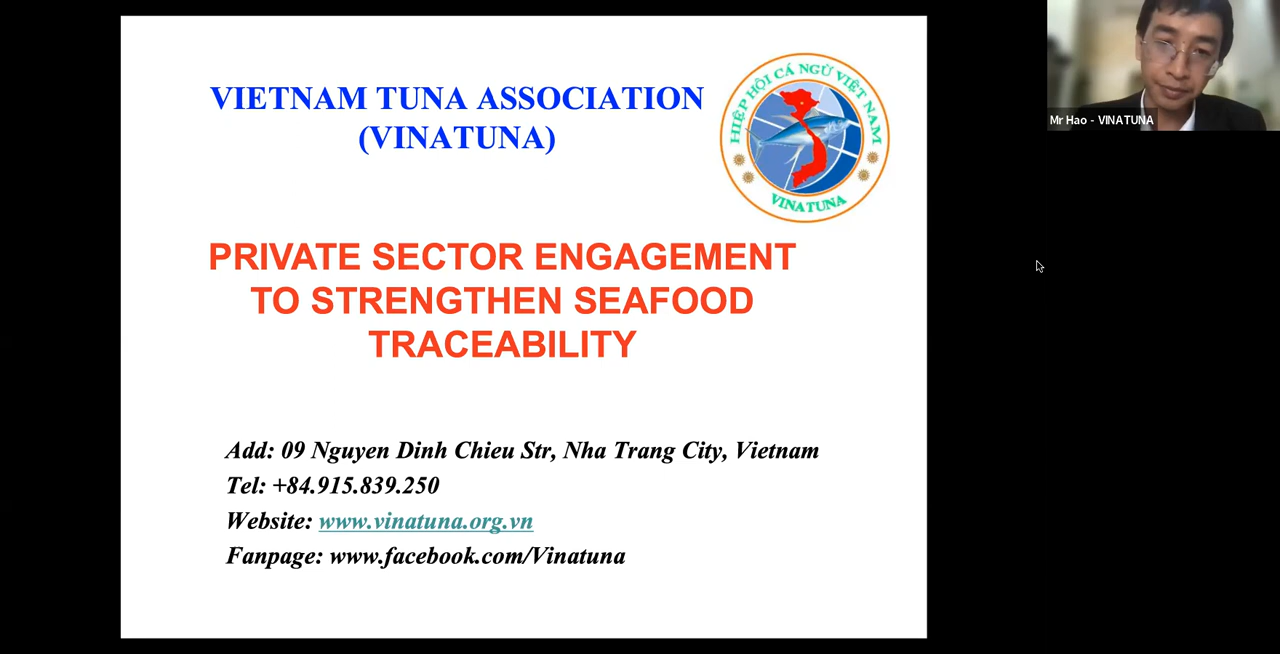 VIETNAM TUNA ASSOCIATION
(VINATUNA)
HIỆP HỘI CÁ NGỪ VIỆT NAM
VINATUNA
PRIVATE SECTOR ENGAGEMENT
TO STRENGTHEN SEAFOOD
TRACEABILITY
Add: 09 Nguyen Dinh Chieu Str, Nha Trang City, Vietnam
Tel: +84.915.839.250
Website: www.vinatuna.org.vn
Fanpage: www.facebook.com/Vinatuna
Mr Hao - VINATUNA